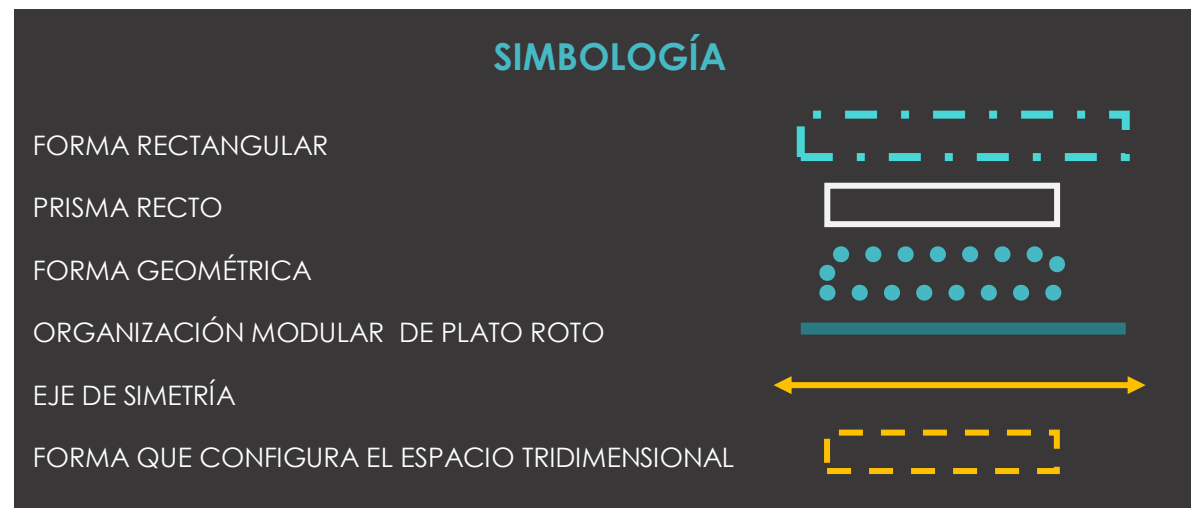 SIMBOLOGÍA
FORMA RECTANGULAR
PRISMA RECTO
FORMA GEOMÉTRICA
ORGANIZACIÓN MODULAR  DE PLATO ROTO
EJE DE SIMETRÍA
FORMA QUE CONFIGURA EL ESPACIO TRIDIMENSIONAL